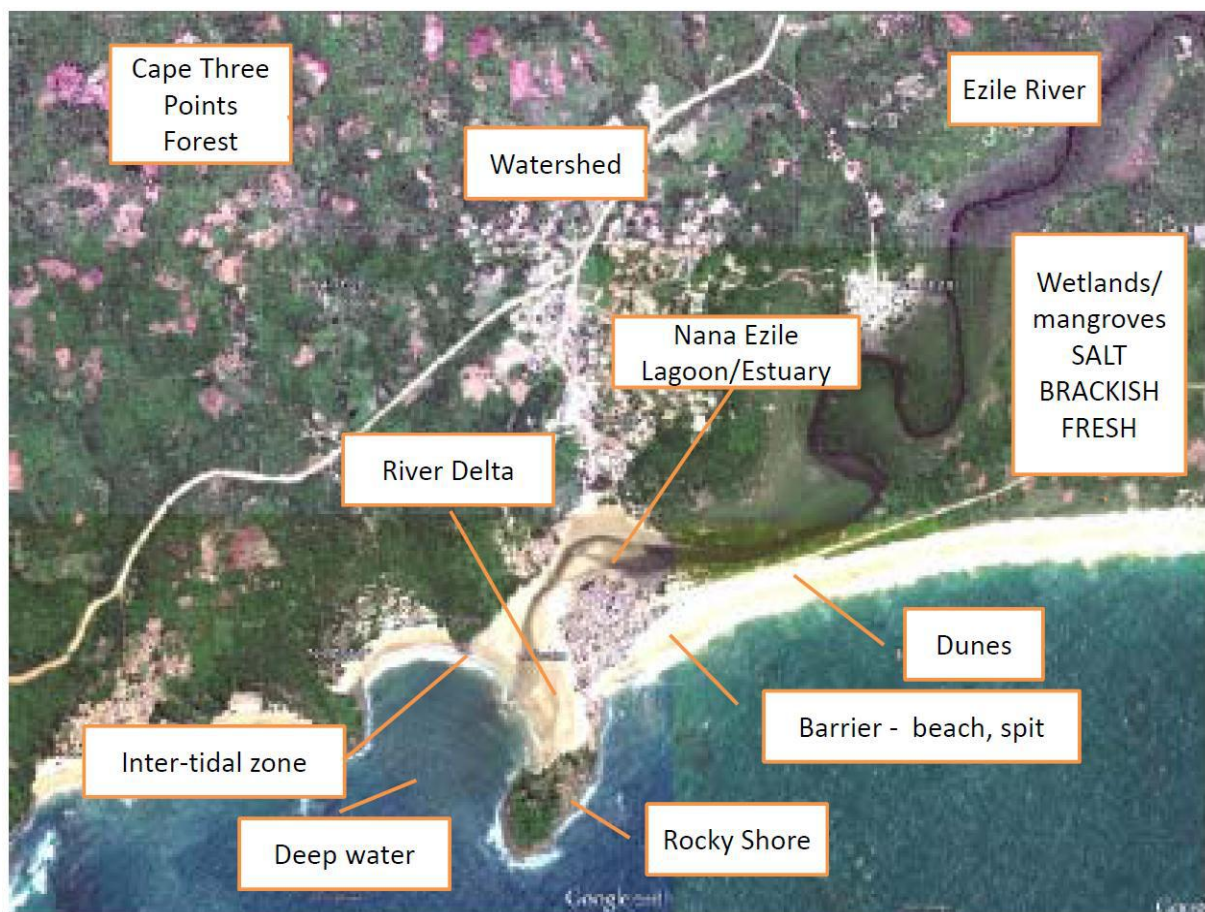 Cape Three
Points
Forest
Ezile River
Watershed
Wetlands/
mangroves
SALT
BRACKISH
FRESH
Nana Ezile
Lagoon/Estuary
River Delta
Dunes
Barrier - beach, spit
Inter-tidal zone
Rocky Shore
Deep water
Google